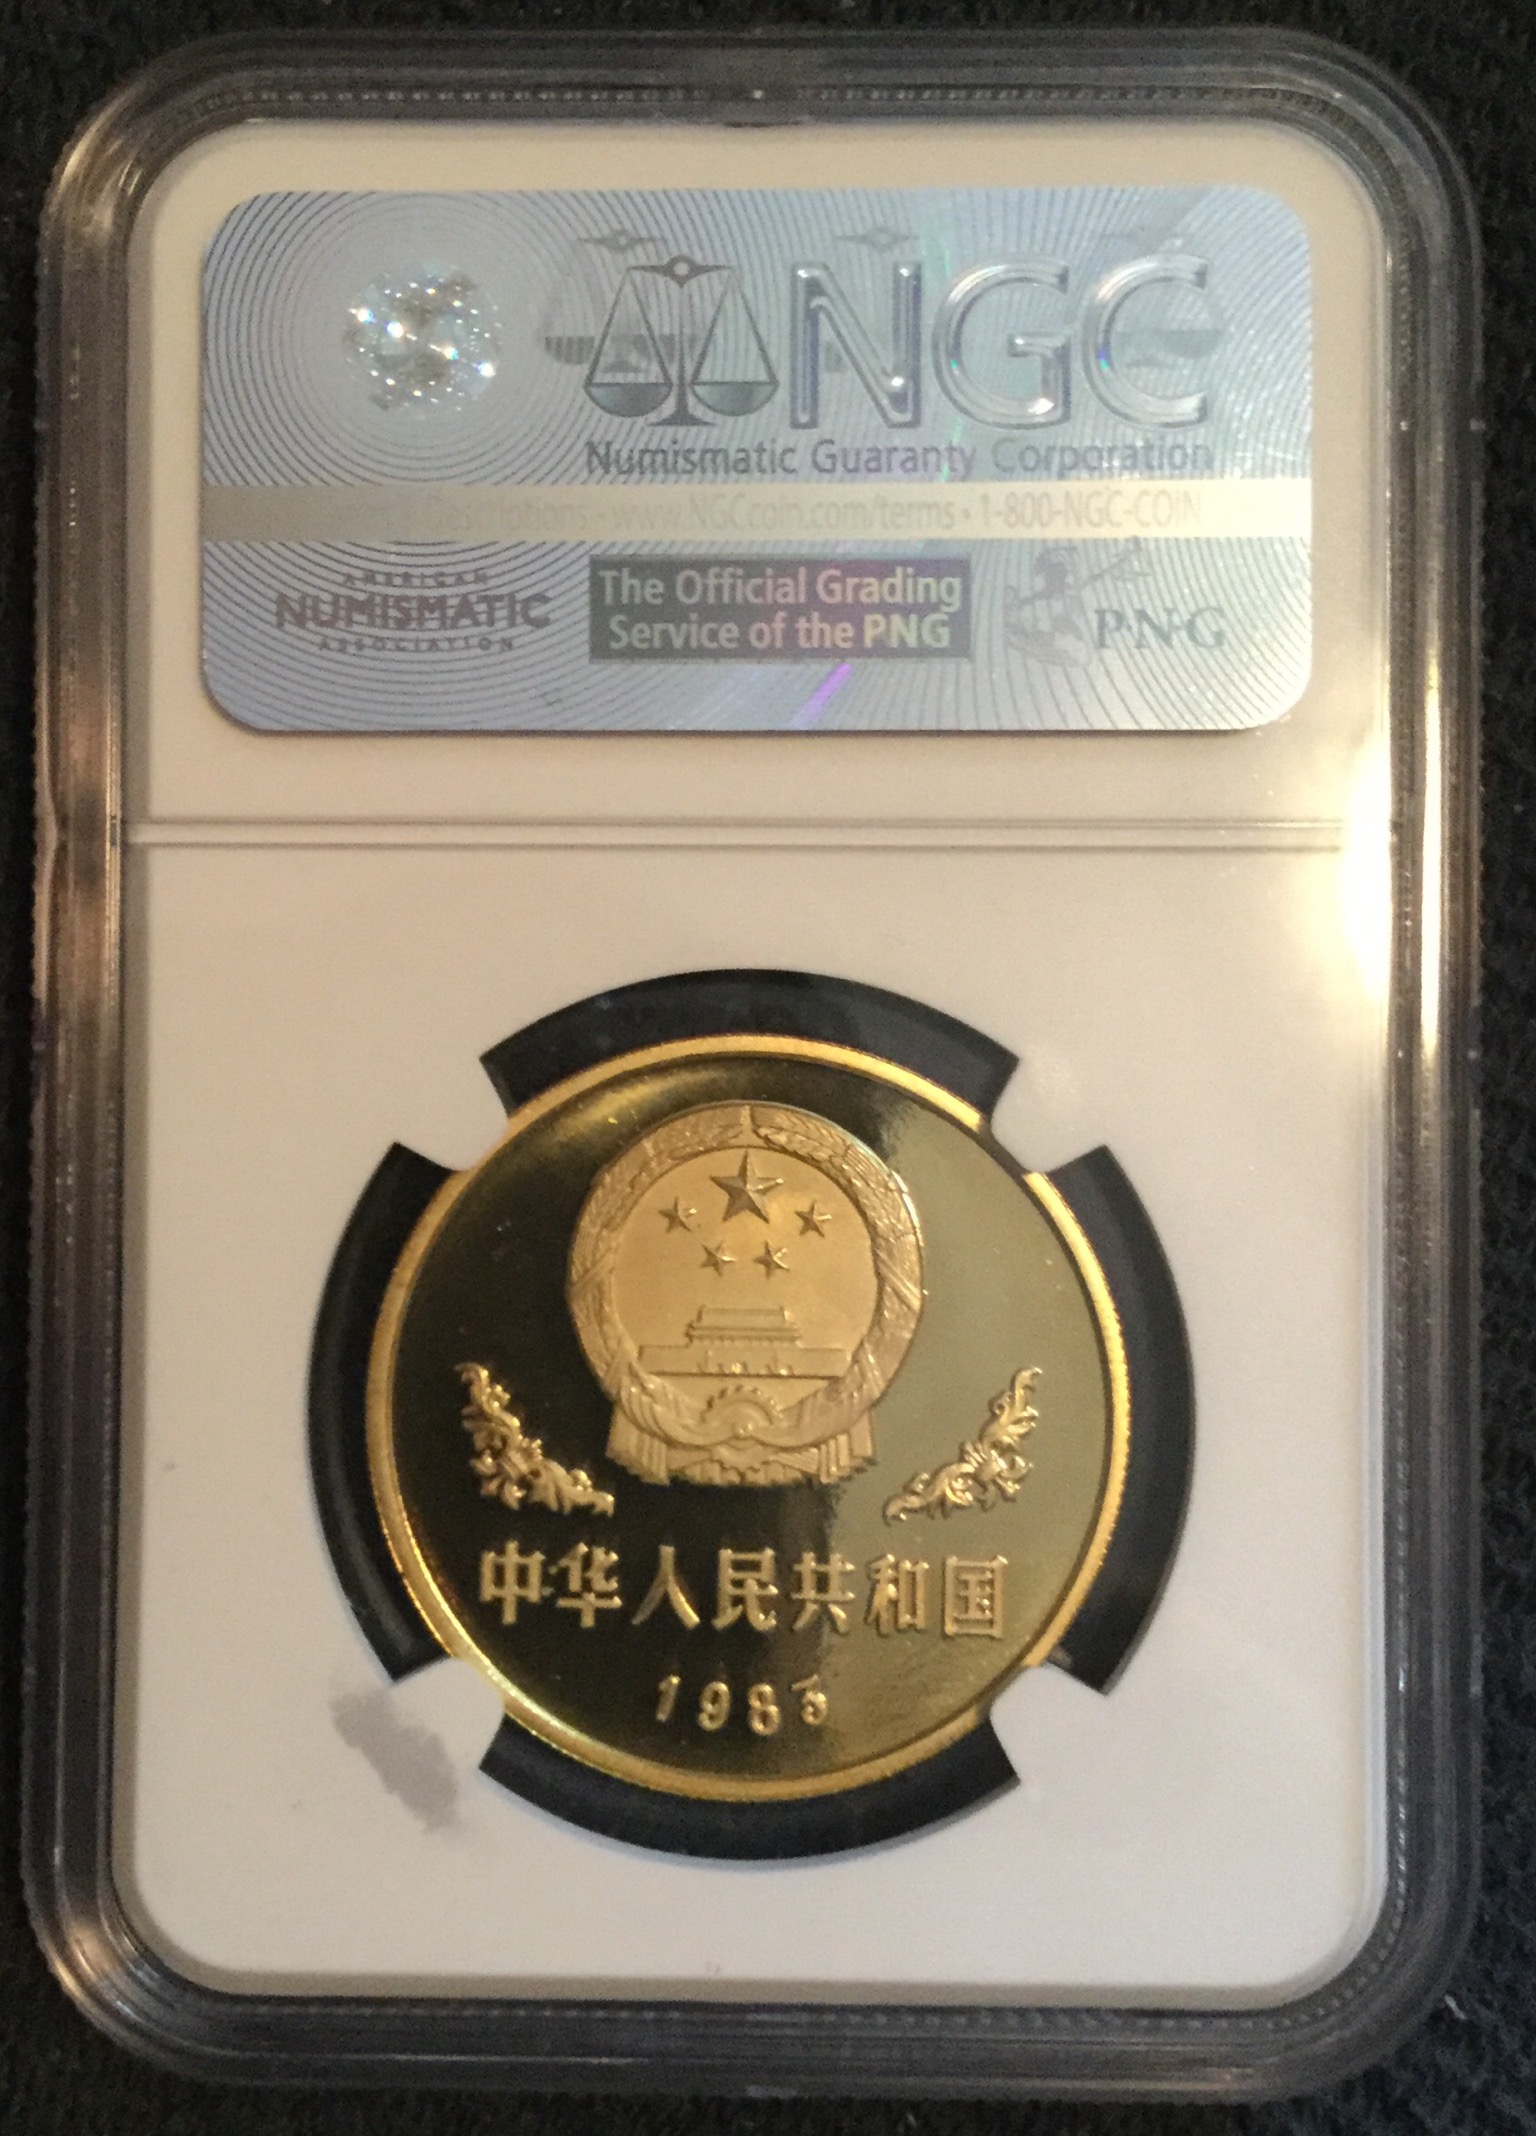 NGC
Numismatic Guaranty Corporation
Descriptions - www.NGCcoin.com/terms • 1-800-NGC-COIN
AMERICAN
NUMISMATIC
ASSOCIATION
The Official Grading
Service of the PNG
PNG
中华人民共和国
1983